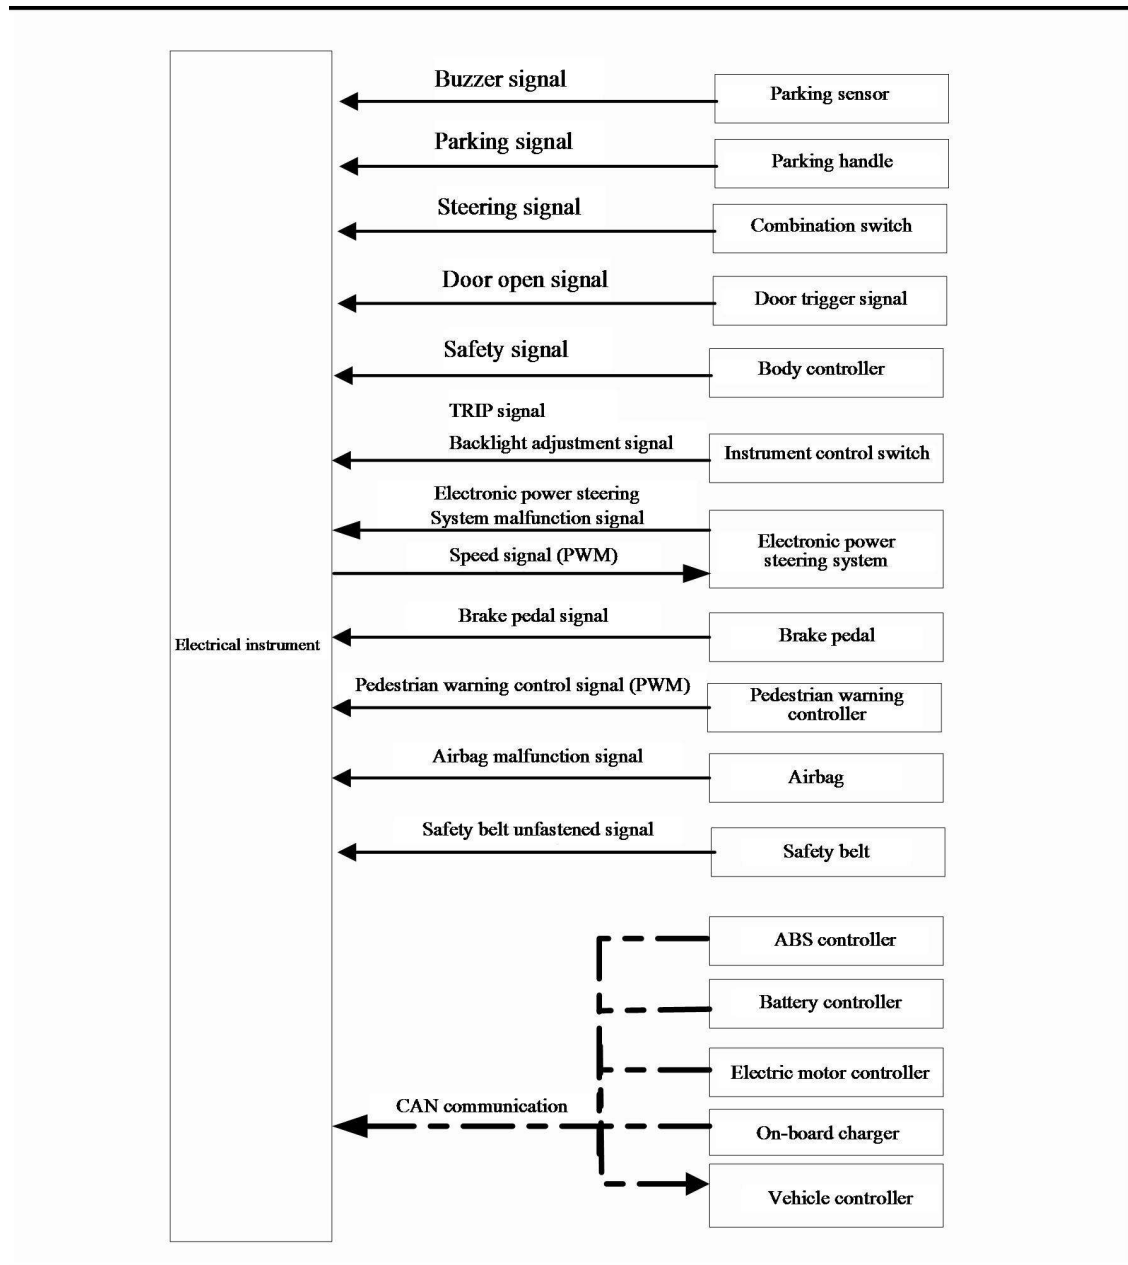 Buzzer signal
Parking sensor
Parking signal
Parking handle
Steering signal
Combination switch
Door open signal
Door trigger signal
Safety signal
Body controller
TRIP signal
Backlight adjustment signal
Instrument control switch
Electronic power steering
System malfunction signal
Speed signal (PWM)
Electronic power
steering system
Electrical instrument
Brake pedal signal
Brake pedal
Pedestrian warning control signal (PWM)
Pedestrian warning
controller
Airbag malfunction signal
Airbag
Safety belt unfastened signal
Safety belt
ABS controller
Battery controller
Electric motor controller
CAN communication
On-board charger
Vehicle controller